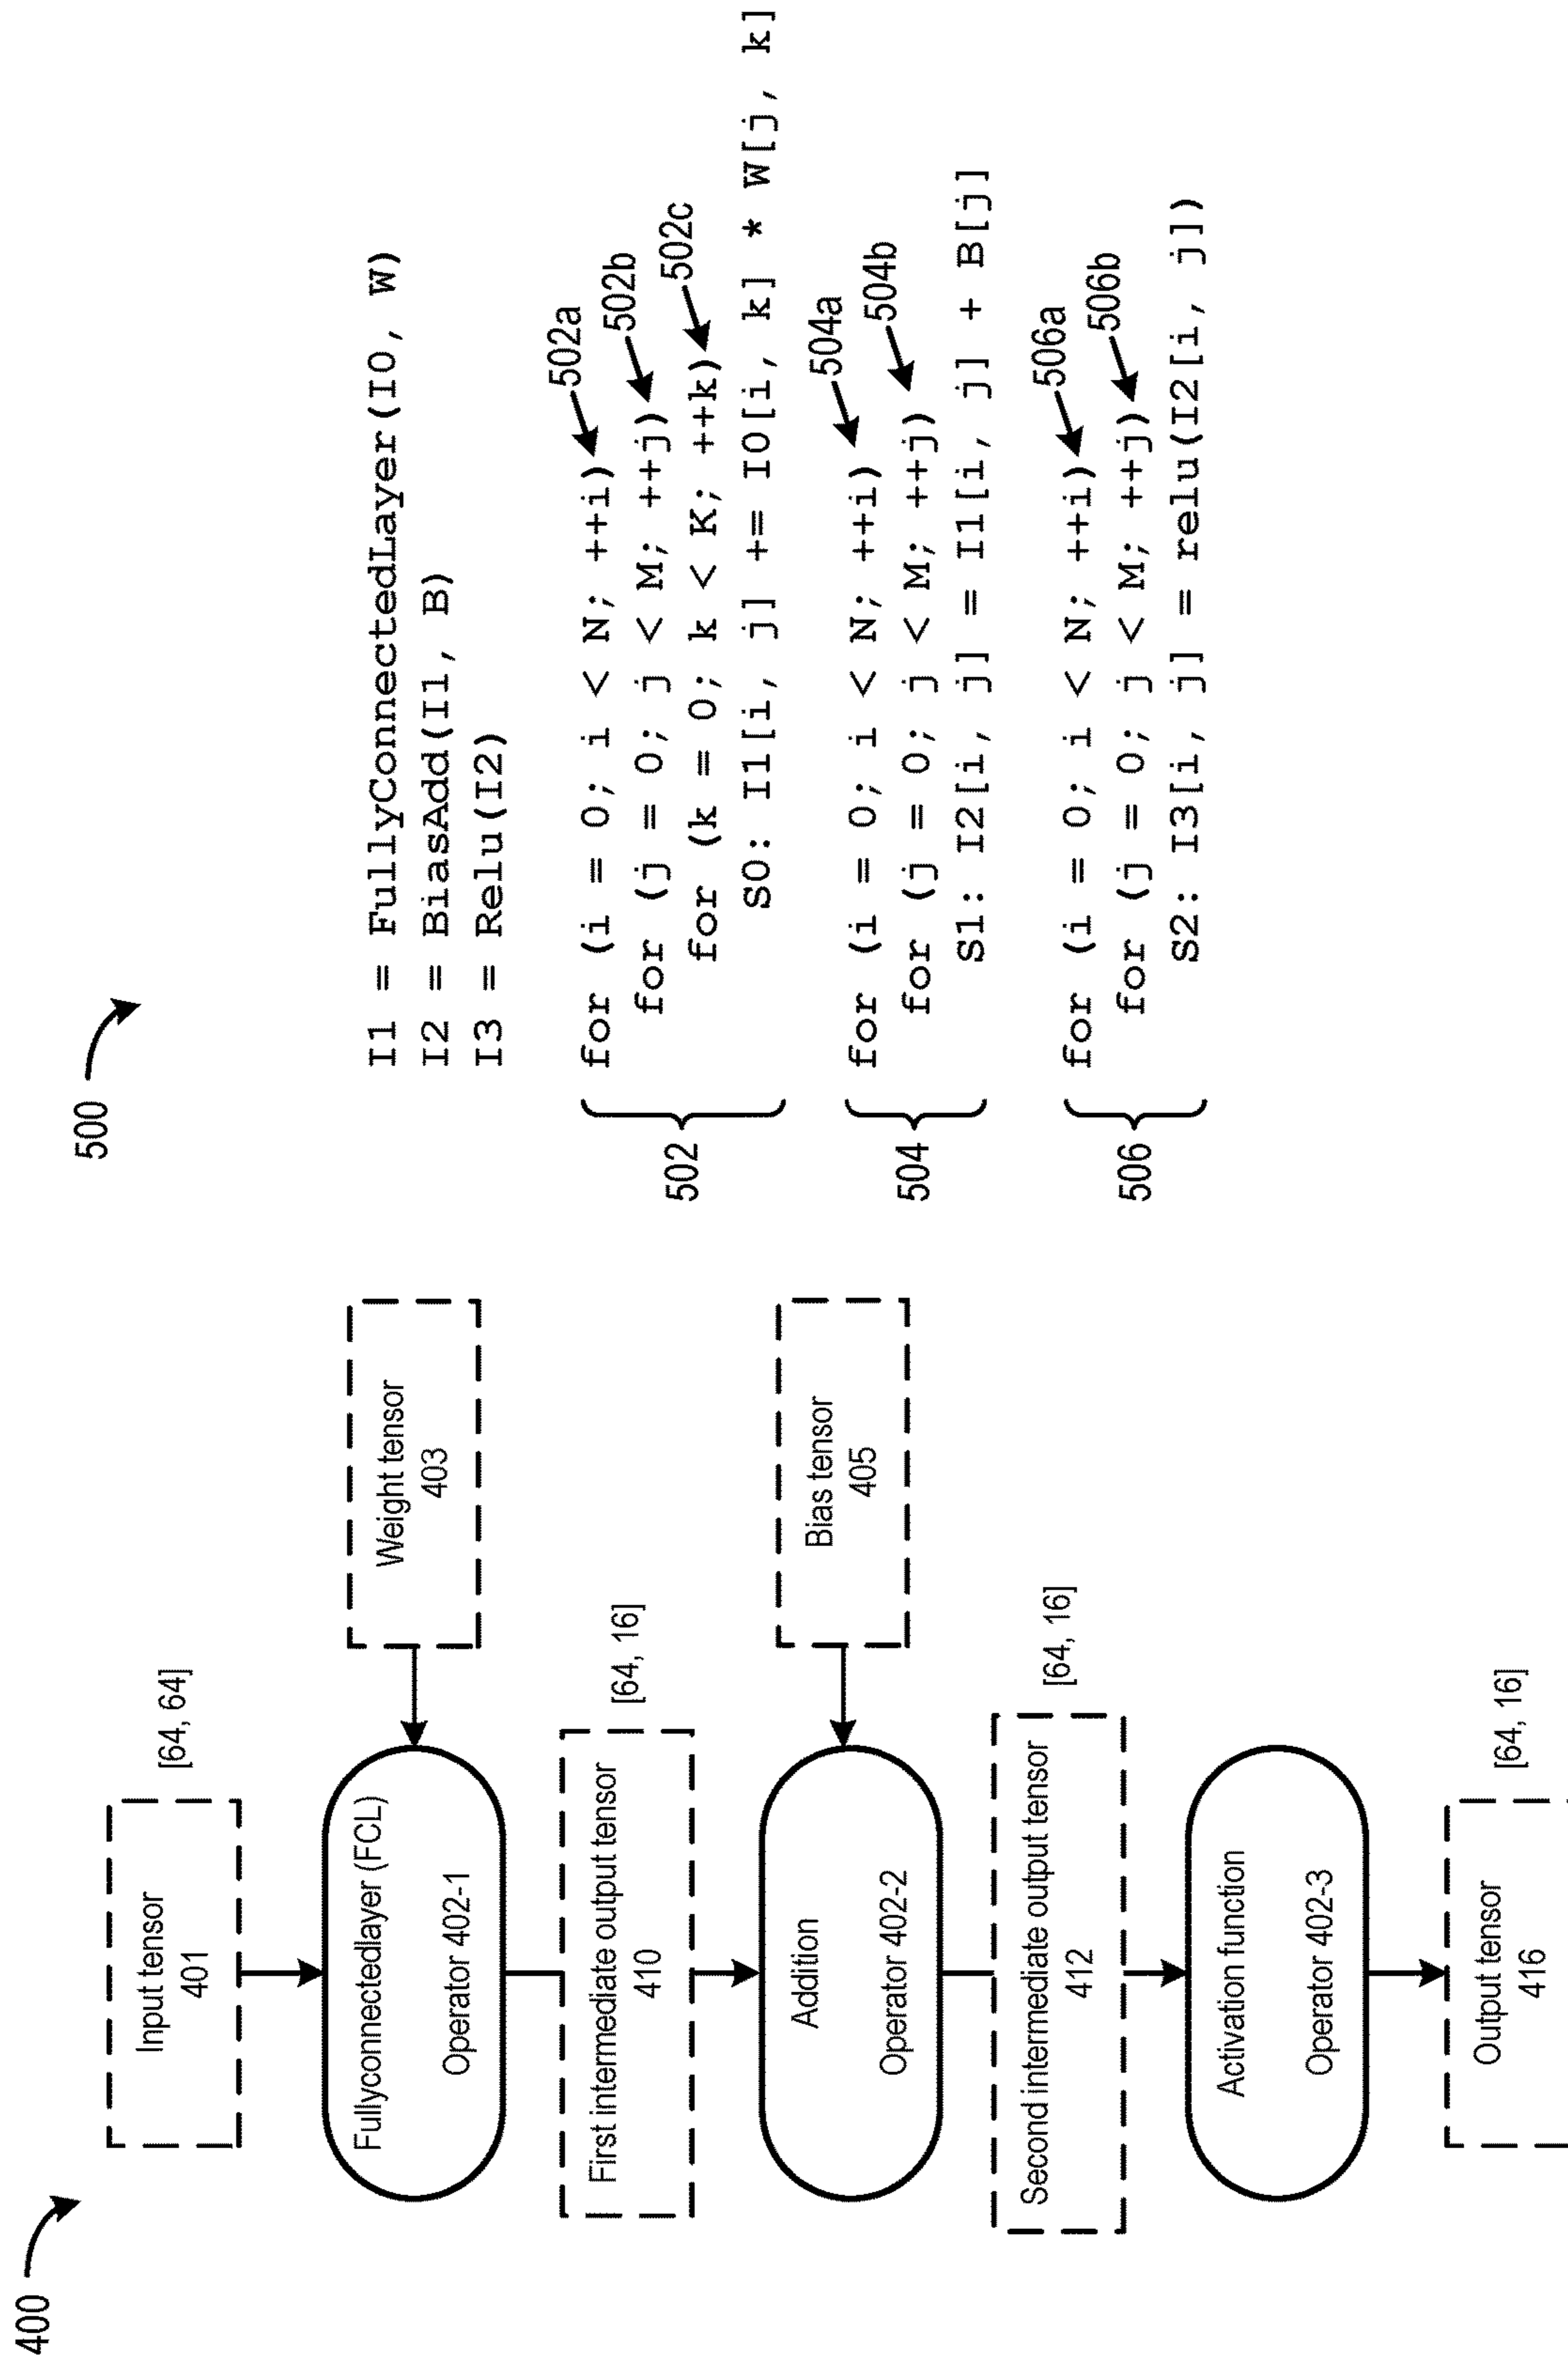 400
Input tensor
401
[64, 64]
Fullyconnectedlayer (FCL)
Operator 402-1
Weight tensor
403
First intermediate output tensor
410
[64, 16]
Addition
Operator 402-2
Bias tensor
405
Second intermediate output tensor
412
[64, 16]
Activation function
Operator 402-3
Output tensor
416
[64, 16]
500
I1 = FullyConnectedLayer(I0, W)
I2 = BiasAdd(I1, B)
I3 = Relu(I2)
502
for (i = 0; i < N; ++i) 502a
for (j = 0; j < M; ++j) 502b
for (k = 0; k < K; ++k) 502c
S0: I1[i, j] += I0[i, k] * W[j, k]
504
for (i = 0; i < N; ++i) 504a
for (j = 0; j < M; ++j) 504b
S1: I2[i, j] = I1[i, j] + B[j]
506
for (i = 0; i < N; ++i) 506a
for (j = 0; j < M; ++j) 506b
S2: I3[i, j] = relu(I2[i, j])